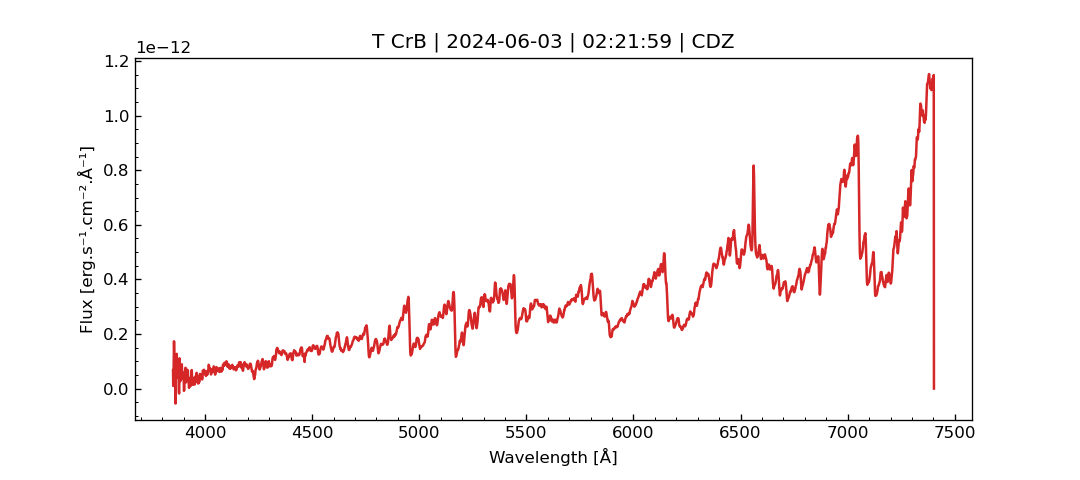 T CrB | 2024-06-03 | 02:21:59 | CDZ
1e−12
1.2
1.0
0.8
0.6
0.4
0.2
0.0
Flux [erg.s⁻¹.cm⁻².Å⁻¹]
4000 4500 5000 5500 6000 6500 7000 7500
Wavelength [Å]